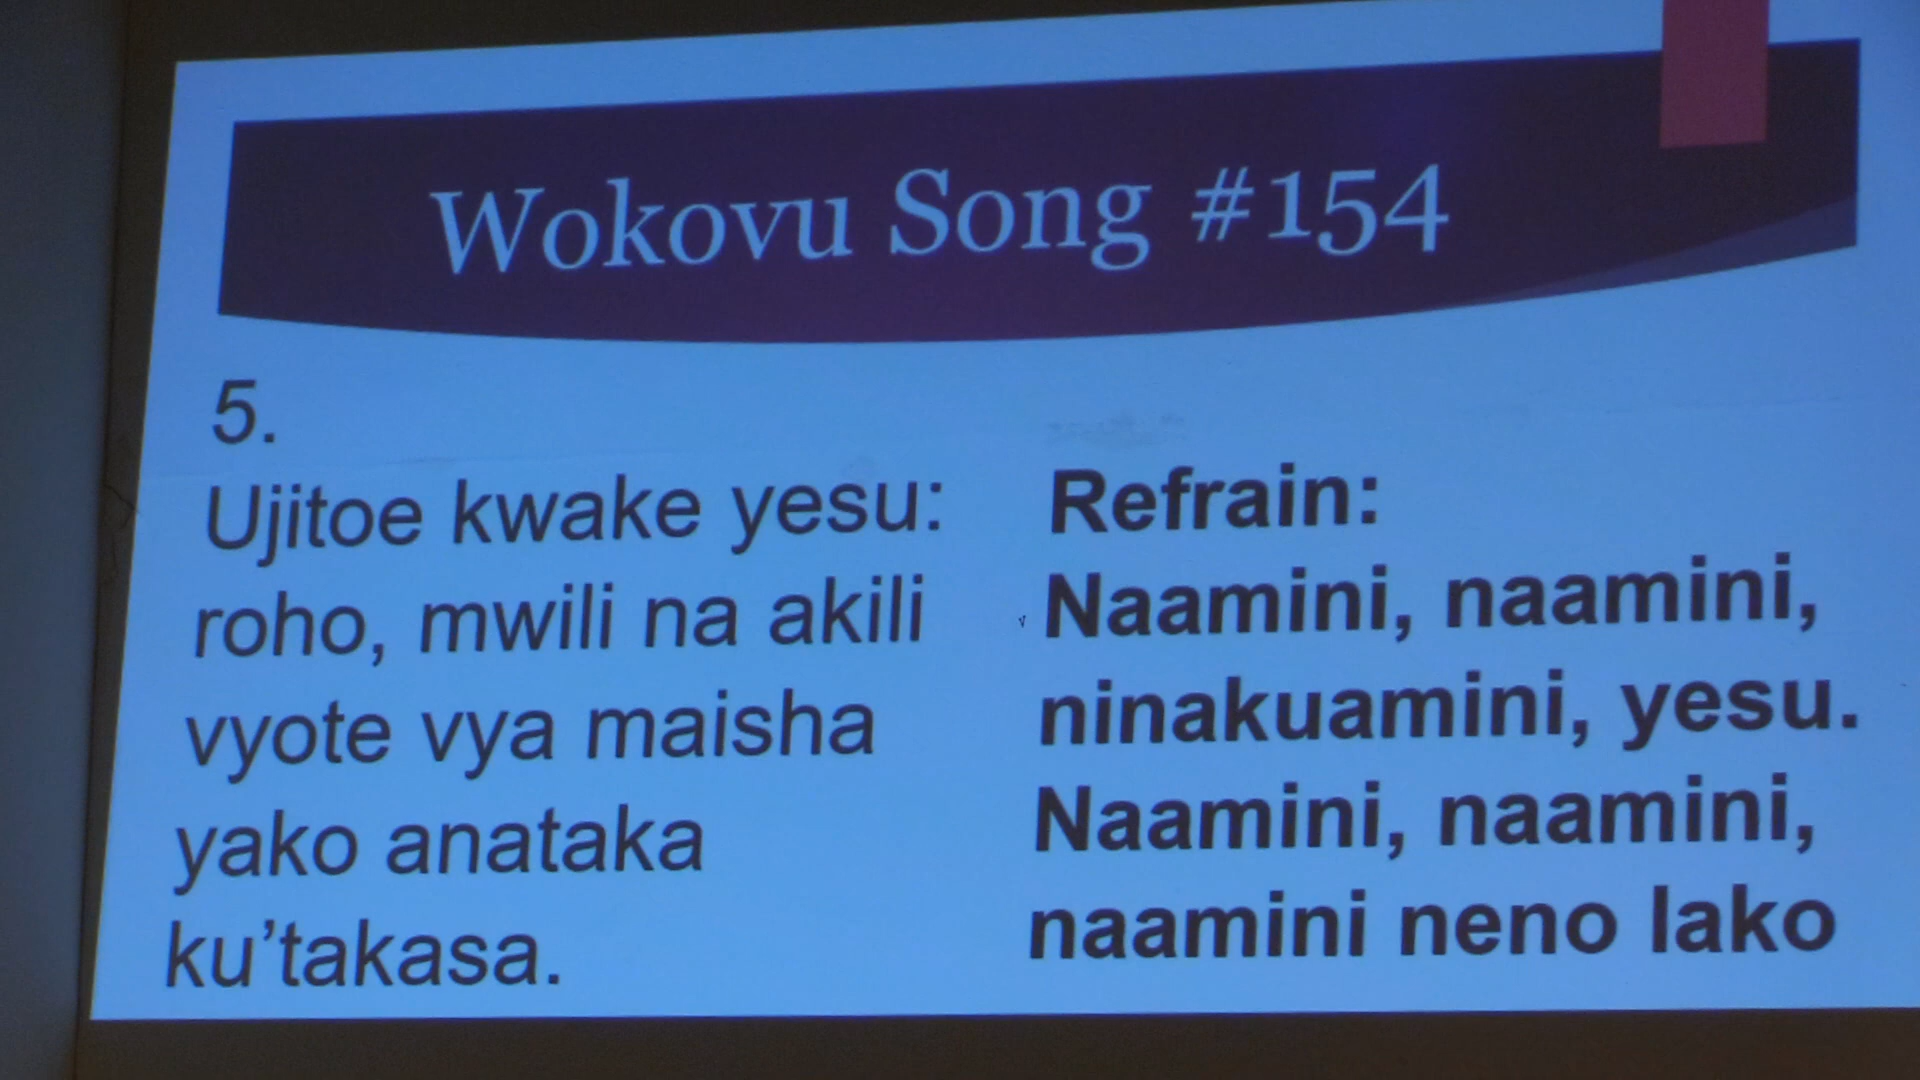 Wokovu Song #154
5.
Ujitoe kwake yesu:
roho, mwili na akili
vyote vya maisha
yako anataka
ku’takasa.
Refrain:
Naamini, naamini,
ninakuamini, yesu.
Naamini, naamini,
naamini neno lako